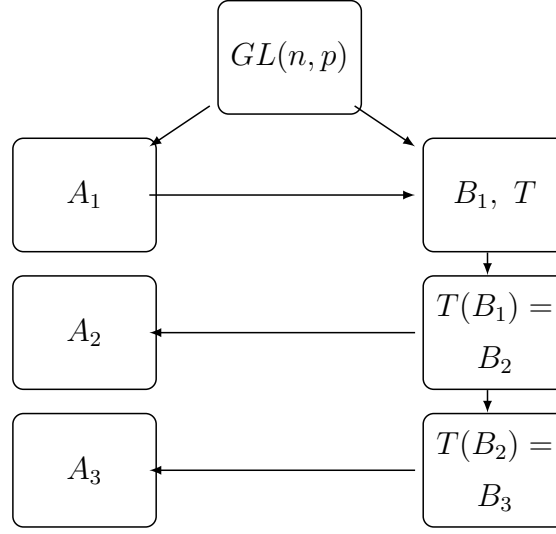 GL(n, p)
A₁
B₁, T
A₂
T(B₁) =
B₂
A₃
T(B₂) =
B₃